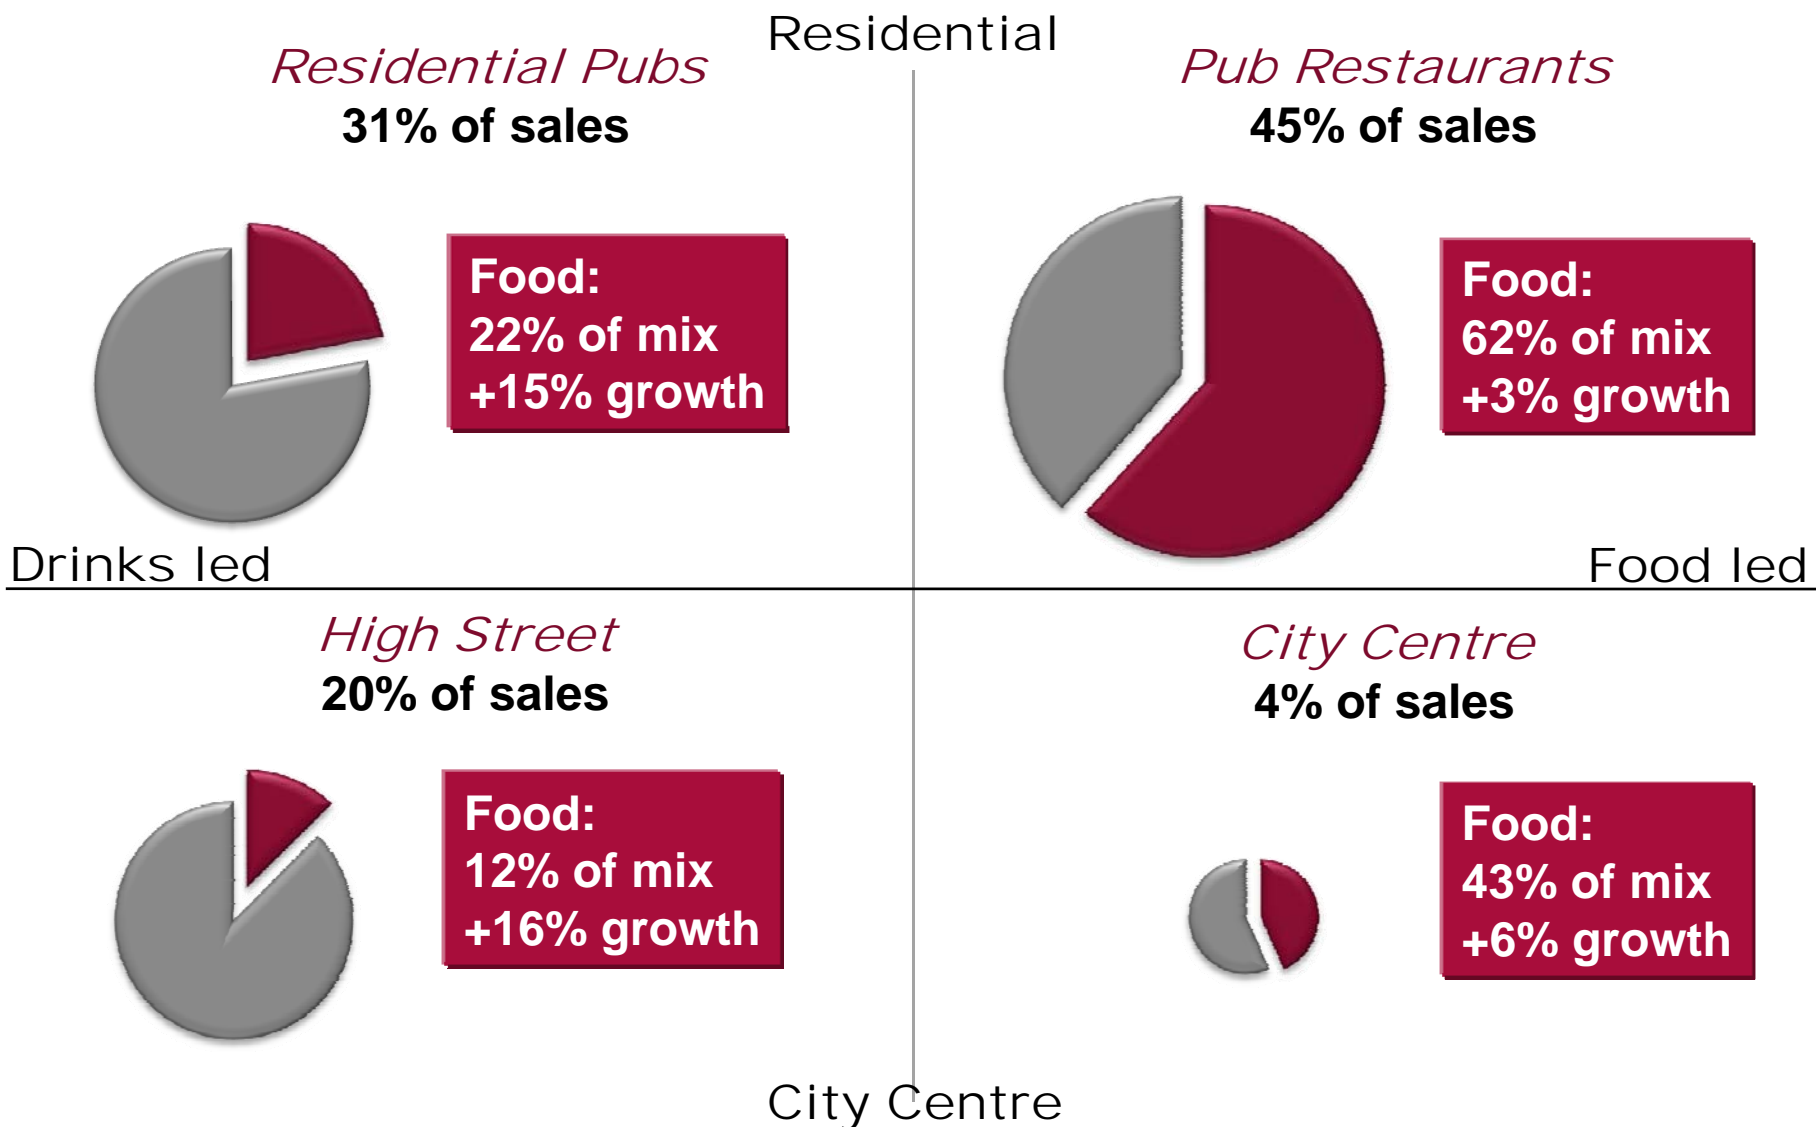 Residential
Residential Pubs
31% of sales
Food:
22% of mix
+15% growth
Pub Restaurants
45% of sales
Food:
62% of mix
+3% growth
Drinks led
Food led
High Street
20% of sales
Food:
12% of mix
+16% growth
City Centre
4% of sales
Food:
43% of mix
+6% growth
City Centre